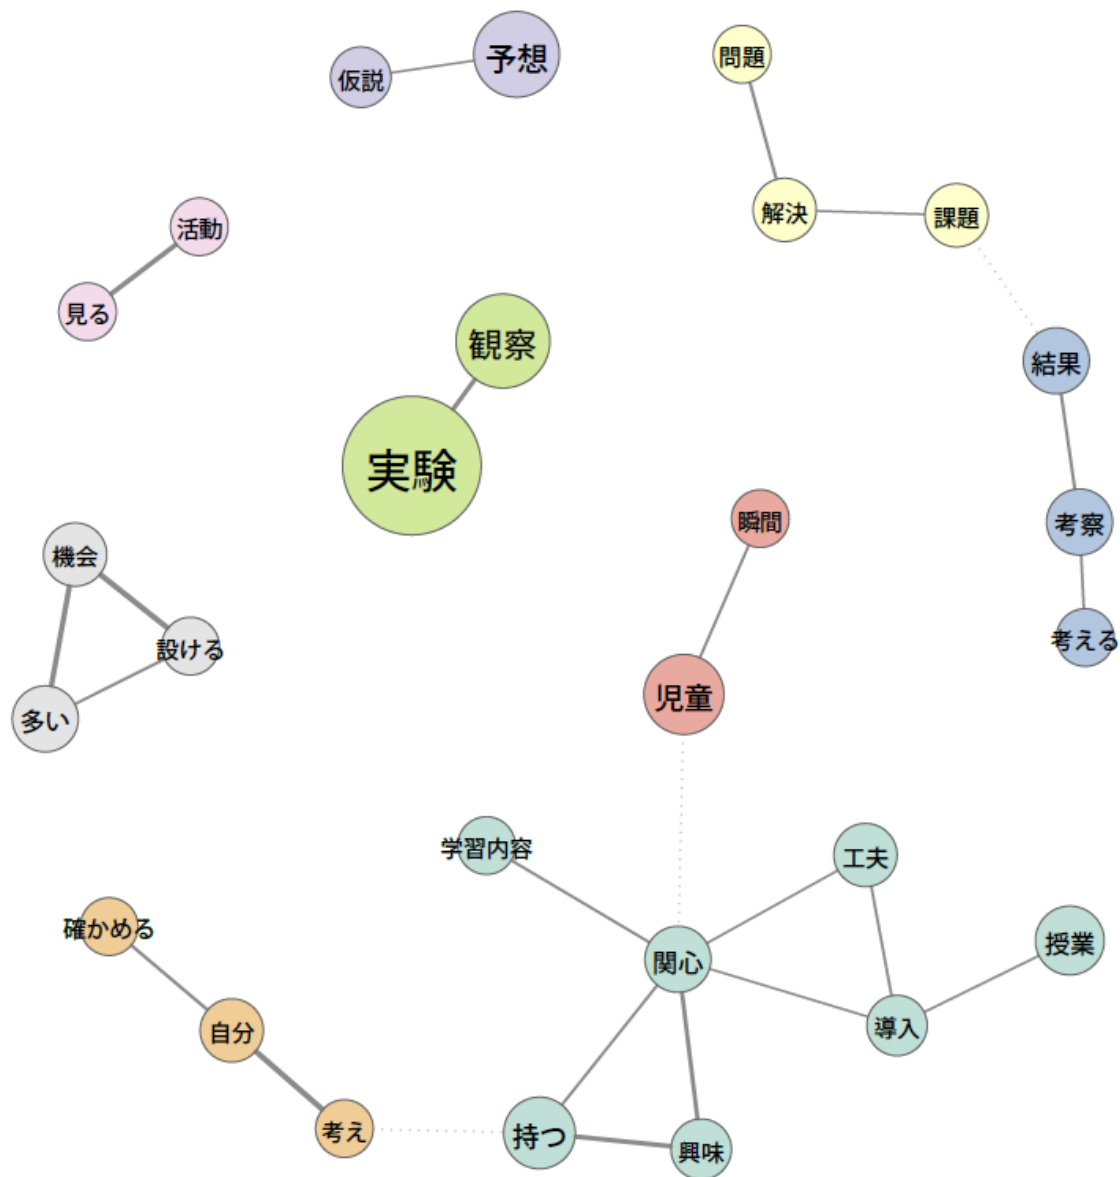 予想
仮説
問題
解決
課題
活動
見る
観察
実験
結果
考察
考える
瞬間
児童
機会
設ける
多い
学習内容
工夫
関心
授業
導入
確かめる
自分
考え
持つ
興味